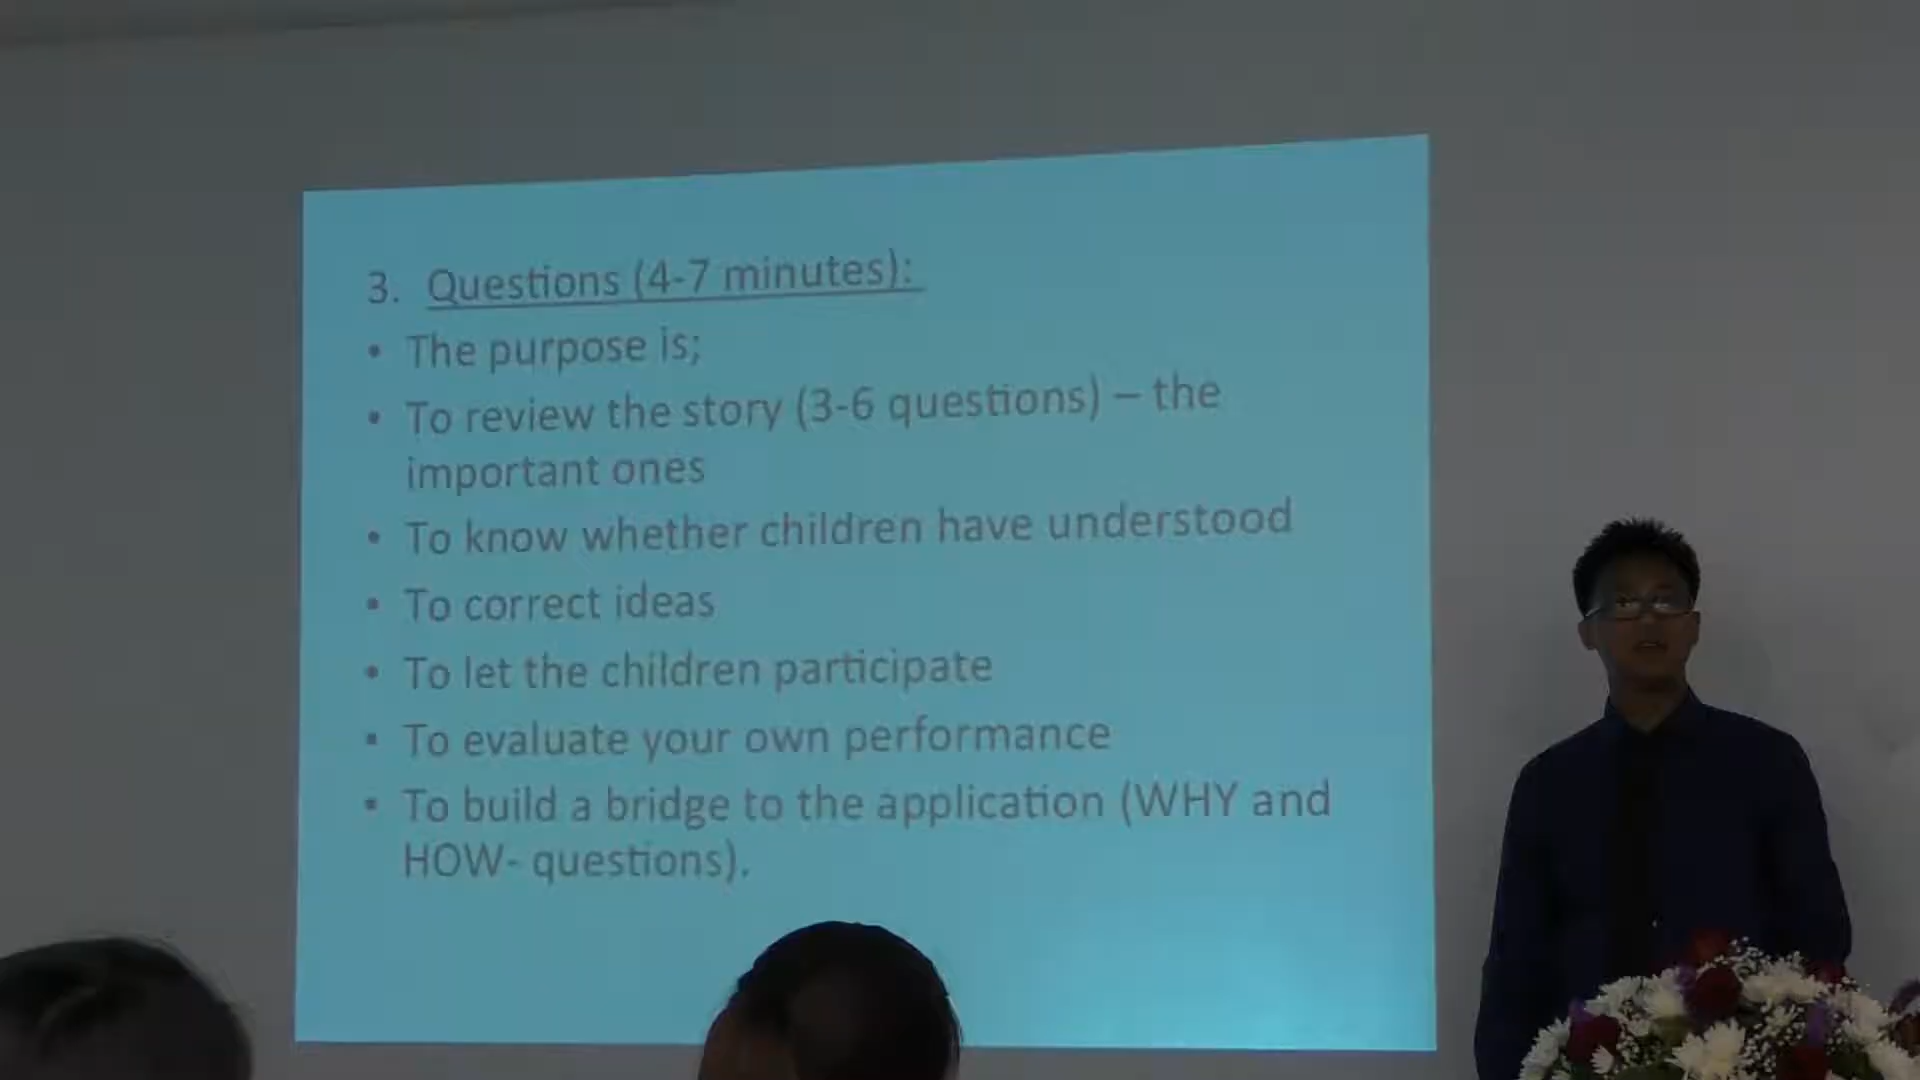 3. Questions (4-7 minutes):
• The purpose is;
• To review the story (3-6 questions) – the
important ones
• To know whether children have understood
• To correct ideas
• To let the children participate
• To evaluate your own performance
• To build a bridge to the application (WHY and
HOW- questions).